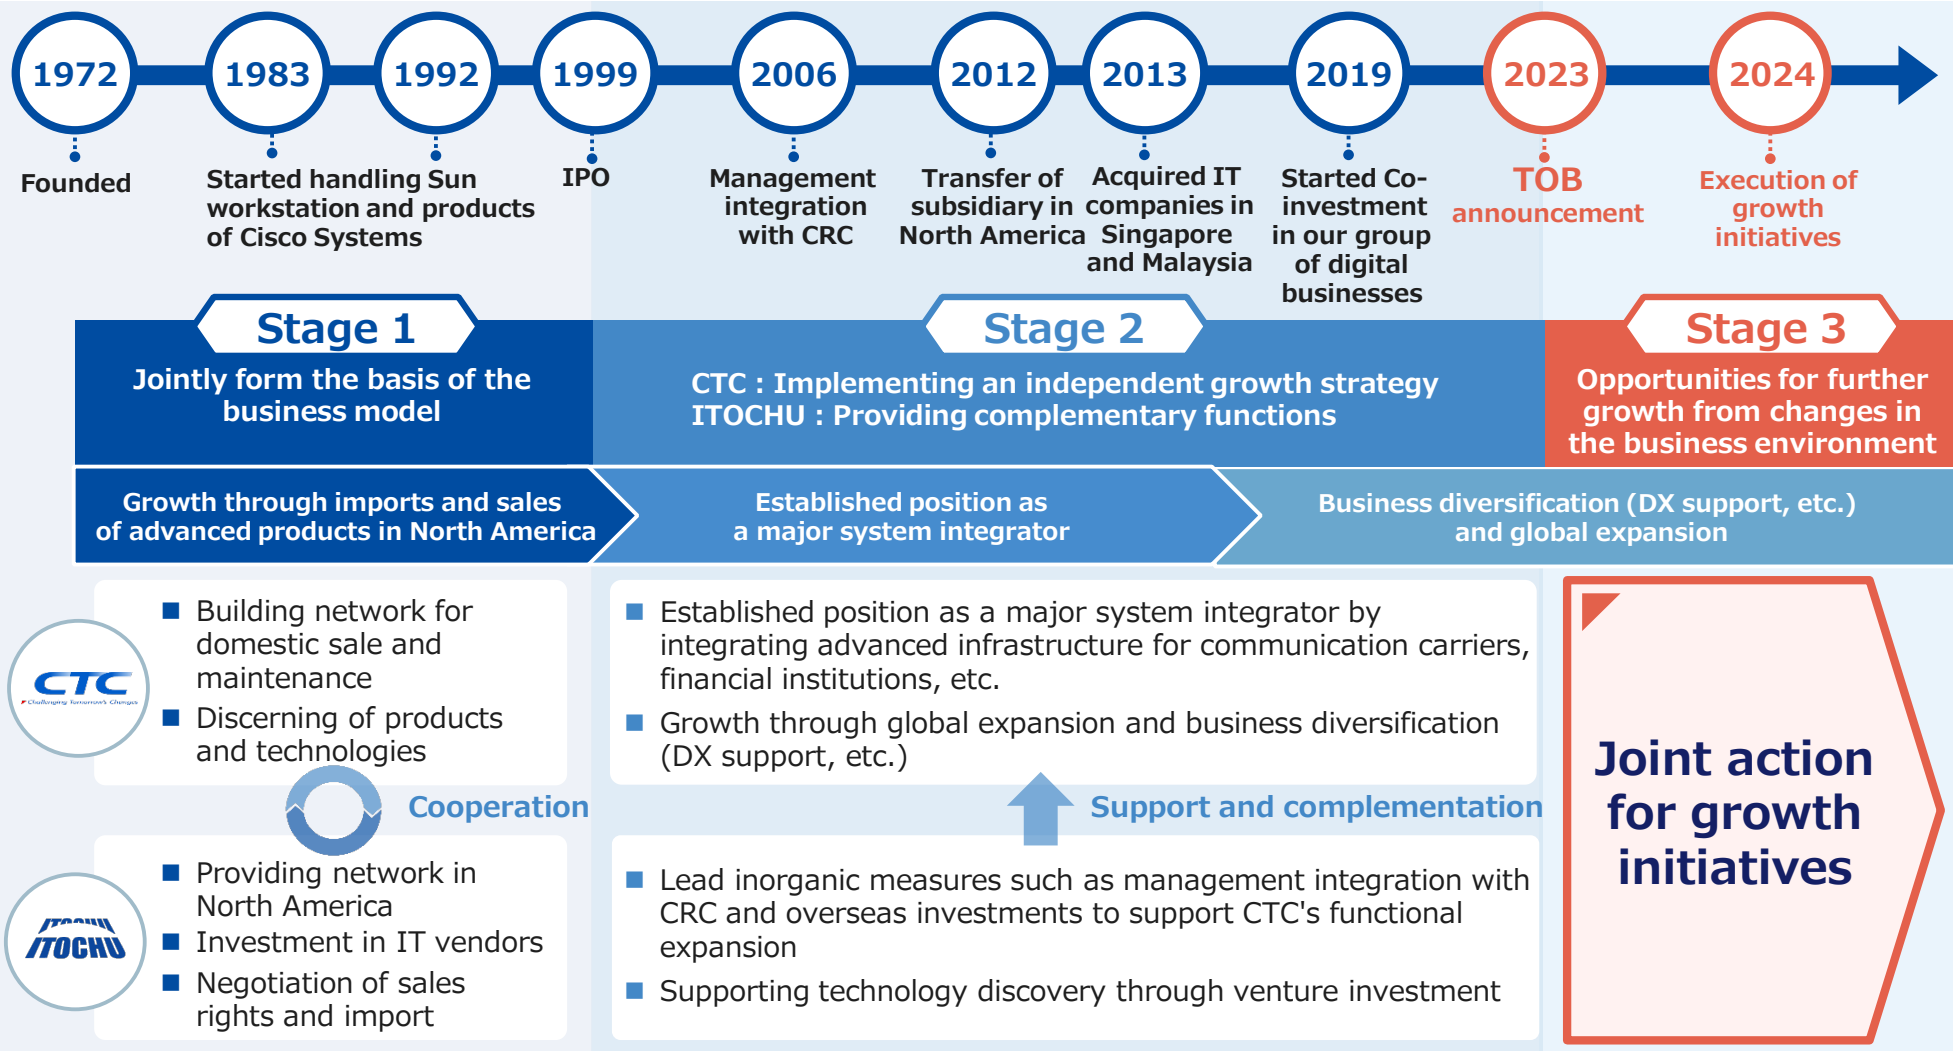 1972
1983
1992
1999
2006
2012
2013
2019
2023
2024
Founded
Started handling Sun
workstation and products
of Cisco Systems
IPO
Management
integration
with CRC
Transfer of
subsidiary in
North America
Acquired IT
companies in
Singapore
and Malaysia
Started Co-
investment
in our group
of digital
businesses
TOB
announcement
Execution of
growth
initiatives
Stage 1
Jointly form the basis of the
business model
Stage 2
CTC : Implementing an independent growth strategy
ITOCHU : Providing complementary functions
Stage 3
Opportunities for further
growth from changes in
the business environment
Growth through imports and sales
of advanced products in North America
Established position as
a major system integrator
Business diversification (DX support, etc.)
and global expansion
CTC
Challenging Tomorrow's Changes
■ Building network for
domestic sale and
maintenance
■ Discerning of products
and technologies
■ Established position as a major system integrator by
integrating advanced infrastructure for communication carriers,
financial institutions, etc.
■ Growth through global expansion and business diversification
(DX support, etc.)
Cooperation
Support and complementation
ITOCHU
ITOCHU
■ Providing network in
North America
■ Investment in IT vendors
■ Negotiation of sales
rights and import
■ Lead inorganic measures such as management integration with
CRC and overseas investments to support CTC's functional
expansion
■ Supporting technology discovery through venture investment
Joint action
for growth
initiatives